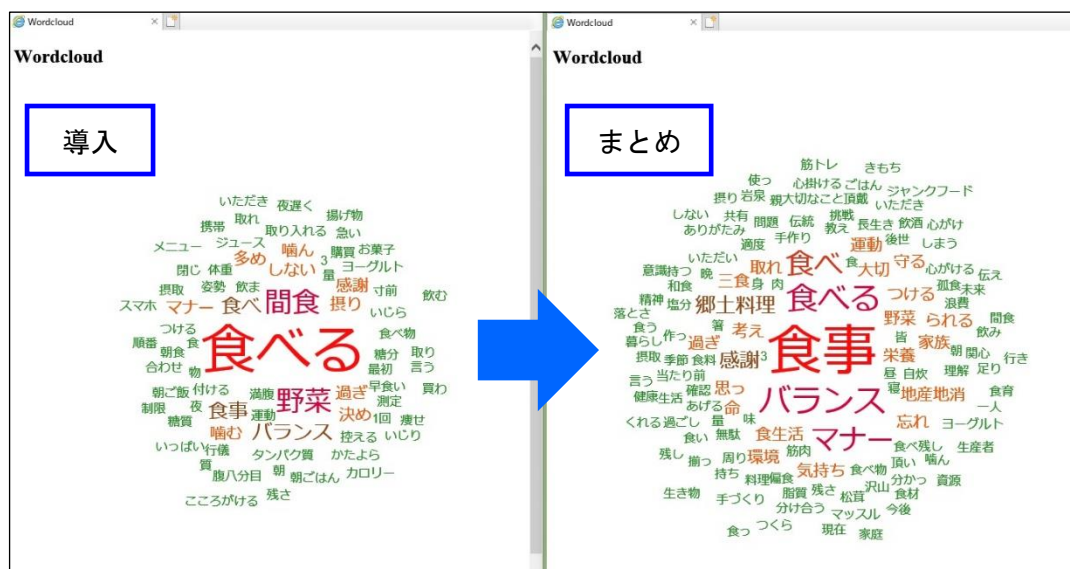 Wordcloud
Wordcloud
導入
いただき 夜遅く
携帯 取れ 揚げ物
メニュー ジュース 取り入れる 急い
多め 噛ん 購買 お菓子
閉じ 体重 しない 3 ヨーグルト
量
摂取 姿勢 飲ま 感謝 寸前 飲む
スマホ マナー 食べ 間食 摂り いじら
つける 食べる 食べ物
順番 食 糖分 取り
朝食 最初
合わせ 物
朝ご飯 付ける 満腹 野菜 過ぎ 早食い 買わ
測定
制限 夜 食事 運動 決め 1回 痩せ
糖質 噛む バランス 控える いじり
いっぱい 行儀 タンパク質 かたよら
質 腹八分目 朝 朝ごはん カロリー
こころがける 残さ
Wordcloud
Wordcloud
まとめ
筋トレ きもち
使っ 心掛ける ごはん ジャンクフード
摂り 岩泉 親 大切なこと 頂戴 いただき
しない 共有 問題 伝統 挑戦 長生き 飲酒 心がけ
ありがたみ 手作り 教え 後世 しまう
適度 運動
いただい 取れ 食べ 食 大切 守る 心がける 伝え
意識 持つ 晩 三食 身 肉 孤食 未来
和食
精神 塩分 郷土料理 食べる つける 浪費
落とさ 間食
食う 作っ 箸 考え 食事 野菜 られる 飲み
暮らし 過ぎ 皆 家族
摂取 季節 食料 感謝 3 栄養 朝 関心 行き
言う 当たり前 昼 自炊 理解 足り
健康 生活 確認 思っ バランス 寝 地産地消 食育
あげる 命 一人
くれる 過ごし 量 味 マナー 忘れ ヨーグルト
食い 無駄 食生活 食べ残し 生産者
残し 揃っ 周り 環境 筋肉 頂い 噛ん
持ち 料理 偏食 気持ち 食べ物 分かっ 資源
生き物 手づくり 脂質 残さ 松茸 沢山 食材
分け合う マッスル 今後
食っ つくら 現在 家庭